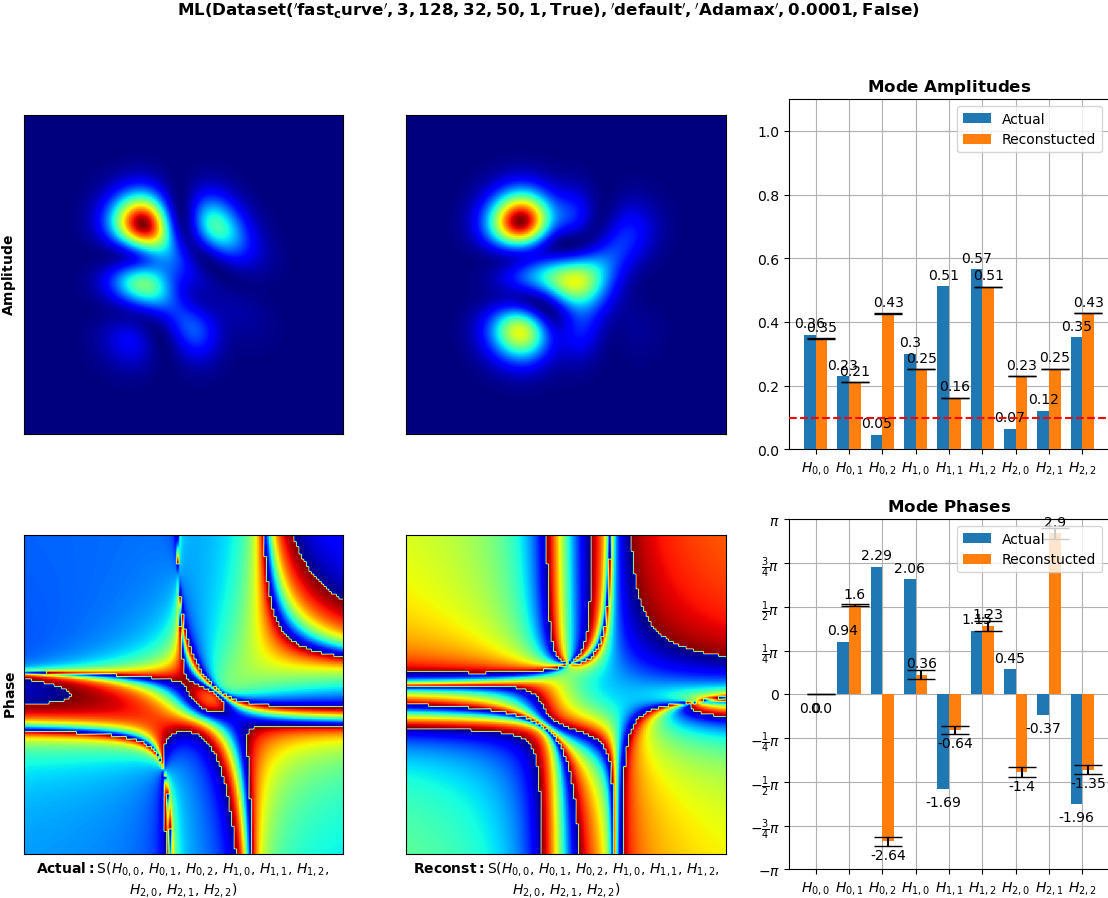 ML(Dataset('fast_curve', 3, 128, 32, 50, 1, True), 'default', 'Adamax', 0.0001, False)
Amplitude
Mode Amplitudes
Actual
Reconstucted
1.0
0.8
0.6
0.4
0.2
0.0
0.36
0.35
0.23
0.21
0.05
0.43
0.3
0.25
0.51
0.16
0.57
0.51
0.07
0.23
0.12
0.25
0.35
0.43
H0,0 H0,1 H0,2 H1,0 H1,1 H1,2 H2,0 H2,1 H2,2
Phase
Actual: S(H0,0, H0,1, H0,2, H1,0, H1,1, H1,2,
H2,0, H2,1, H2,2)
Reconst: S(H0,0, H0,1, H0,2, H1,0, H1,1, H1,2,
H2,0, H2,1, H2,2)
Mode Phases
Actual
Reconstucted
π
3/4π
1/2π
1/4π
0
−1/4π
−1/2π
−3/4π
−π
0.0
0.0
0.94
1.6
2.29
-2.64
2.06
0.36
-1.69
-0.64
1.23
0.45
-1.4
-0.37
2.9
-1.96
-1.35
H0,0 H0,1 H0,2 H1,0 H1,1 H1,2 H2,0 H2,1 H2,2